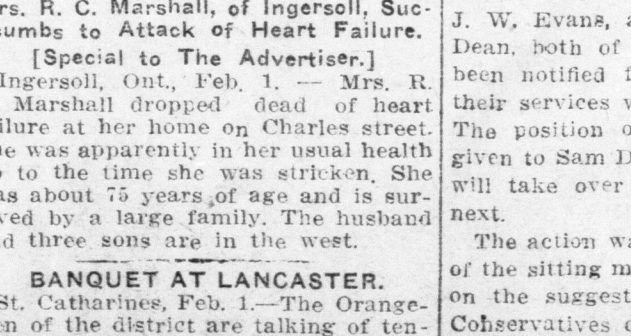 rs. R. C. Marshall, of Ingersoll, Suc-
umbs to Attack of Heart Failure.
[Special to The Advertiser.]
Ingersoll, Ont., Feb. 1. — Mrs. R.
Marshall dropped dead of heart
ilure at her home on Charles street.
e was apparently in her usual health
to the time she was stricken. She
as about 75 years of age and is sur-
ved by a large family. The husband
d three sons are in the west.
BANQUET AT LANCASTER.
St. Catharines, Feb. 1.—The Orange-
en of the district are talking of ten-
J. W. Evans, a
Dean, both of
been notified f
their services w
The position o
given to Sam D
will take over
next.
The action wa
of the sitting m
on the suggest
Conservatives o